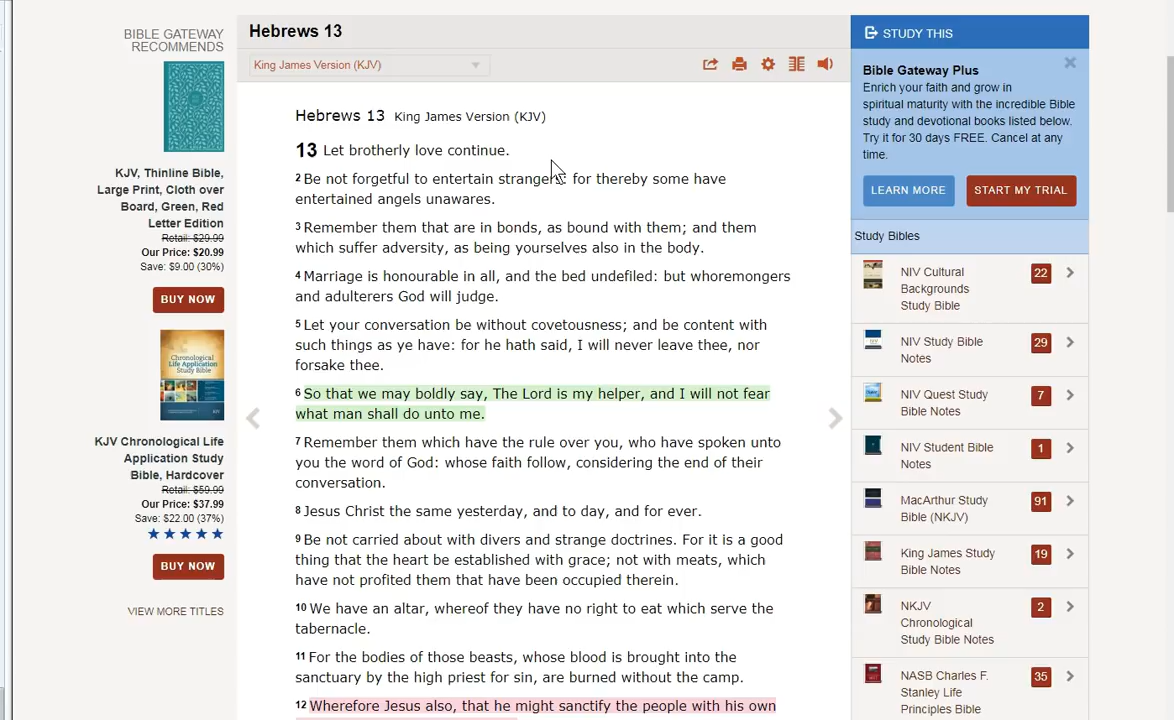 BIBLE GATEWAY
RECOMMENDS
KJV, Thinline Bible,
Large Print, Cloth over
Board, Green, Red
Letter Edition
Retail: $29.99
Our Price: $20.99
Save: $9.00 (30%)
BUY NOW
Chronological
Life Application
Study Bible
KJV Chronological Life
Application Study
Bible, Hardcover
Retail: $59.99
Our Price: $37.99
Save: $22.00 (37%)
BUY NOW
VIEW MORE TITLES
Hebrews 13
King James Version (KJV)
Hebrews 13 King James Version (KJV)
13 Let brotherly love continue.
2 Be not forgetful to entertain strangers: for thereby some have
entertained angels unawares.
3 Remember them that are in bonds, as bound with them; and them
which suffer adversity, as being yourselves also in the body.
4 Marriage is honourable in all, and the bed undefiled: but whoremongers
and adulterers God will judge.
5 Let your conversation be without covetousness; and be content with
such things as ye have: for he hath said, I will never leave thee, nor
forsake thee.
6 So that we may boldly say, The Lord is my helper, and I will not fear
what man shall do unto me.
7 Remember them which have the rule over you, who have spoken unto
you the word of God: whose faith follow, considering the end of their
conversation.
8 Jesus Christ the same yesterday, and to day, and for ever.
9 Be not carried about with divers and strange doctrines. For it is a good
thing that the heart be established with grace; not with meats, which
have not profited them that have been occupied therein.
10 We have an altar, whereof they have no right to eat which serve the
tabernacle.
11 For the bodies of those beasts, whose blood is brought into the
sanctuary by the high priest for sin, are burned without the camp.
12 Wherefore Jesus also, that he might sanctify the people with his own
STUDY THIS
Bible Gateway Plus
Enrich your faith and grow in
spiritual maturity with the incredible Bible
study and devotional books listed below.
Try it for 30 days FREE. Cancel at any
time.
LEARN MORE
START MY TRIAL
Study Bibles
NIV Cultural
Backgrounds
Study Bible
22
NIV Study Bible
Notes
29
NIV Quest Study
Bible Notes
7
NIV Student Bible
Notes
1
MacArthur Study
Bible (NKJV)
91
King James Study
Bible Notes
19
NKJV
Chronological
Study Bible Notes
2
NASB Charles F.
Stanley Life
Principles Bible
35